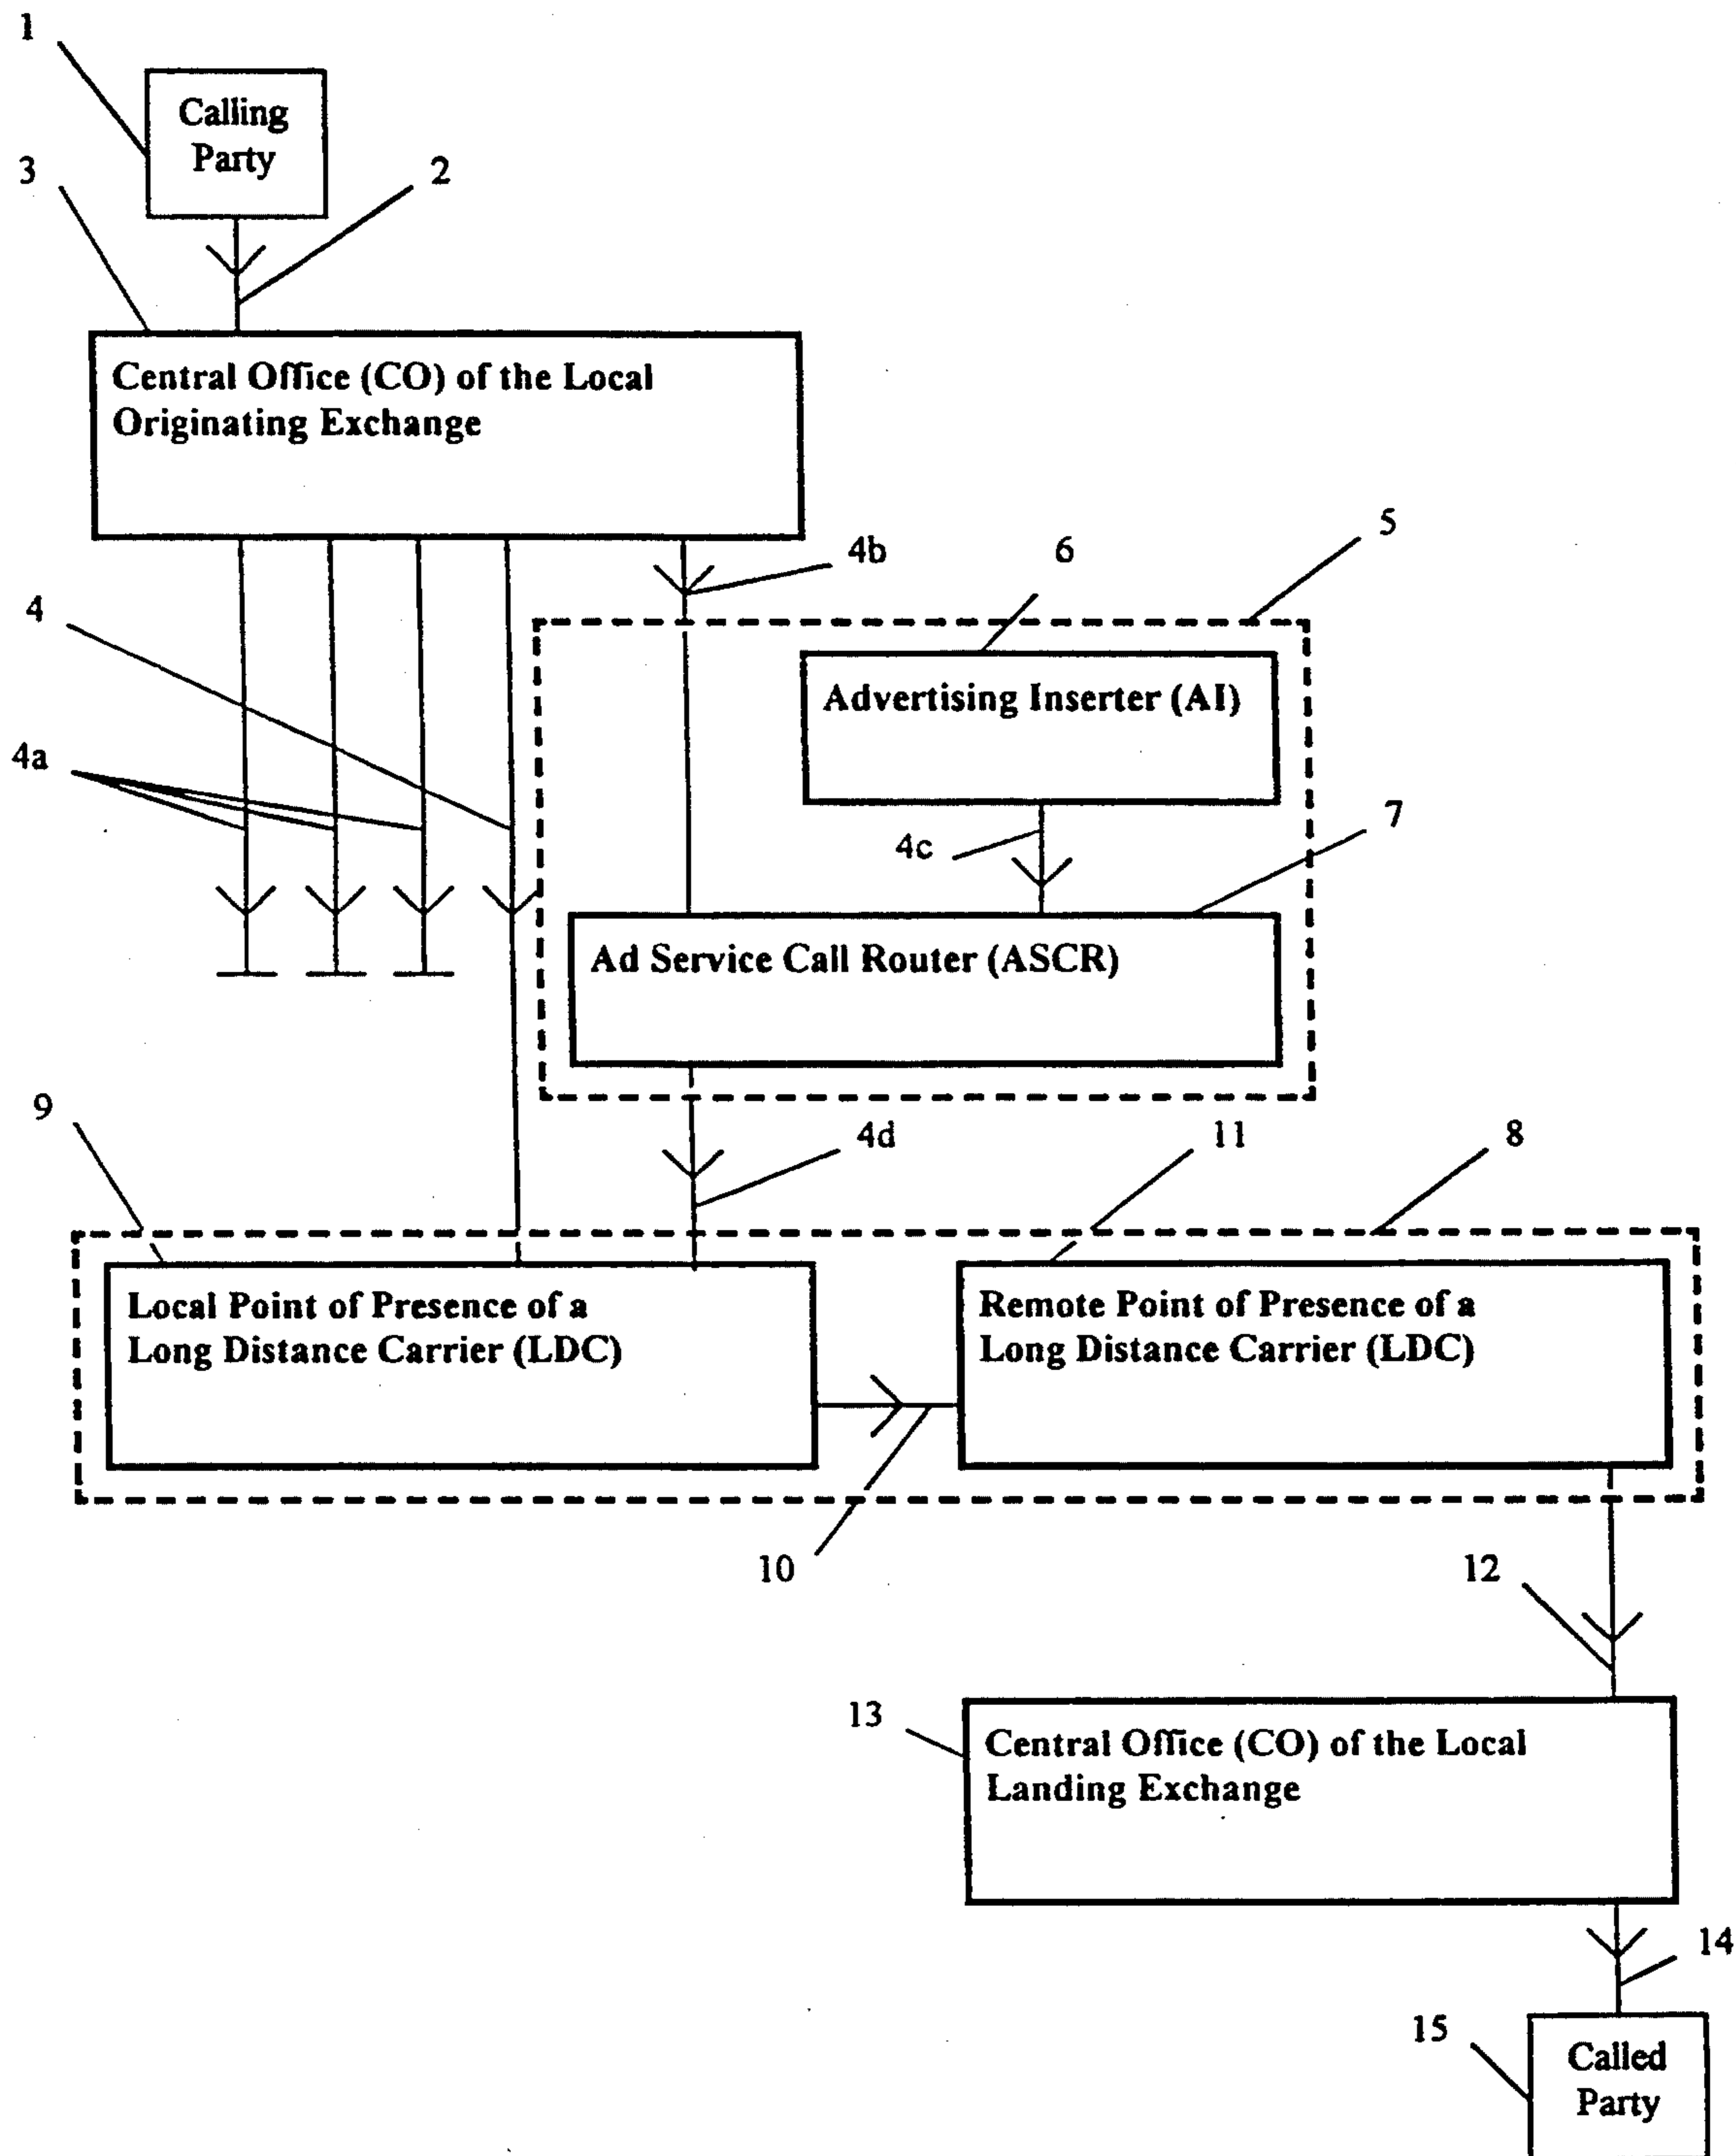 1
Calling
Party
3
2
Central Office (CO) of the Local
Originating Exchange
4b
6
5
4
Advertising Inserter (AI)
4a
7
4c
Ad Service Call Router (ASCR)
9
4d
11
8
Local Point of Presence of a
Long Distance Carrier (LDC)
Remote Point of Presence of a
Long Distance Carrier (LDC)
10
12
13
Central Office (CO) of the Local
Landing Exchange
14
15
Called
Party